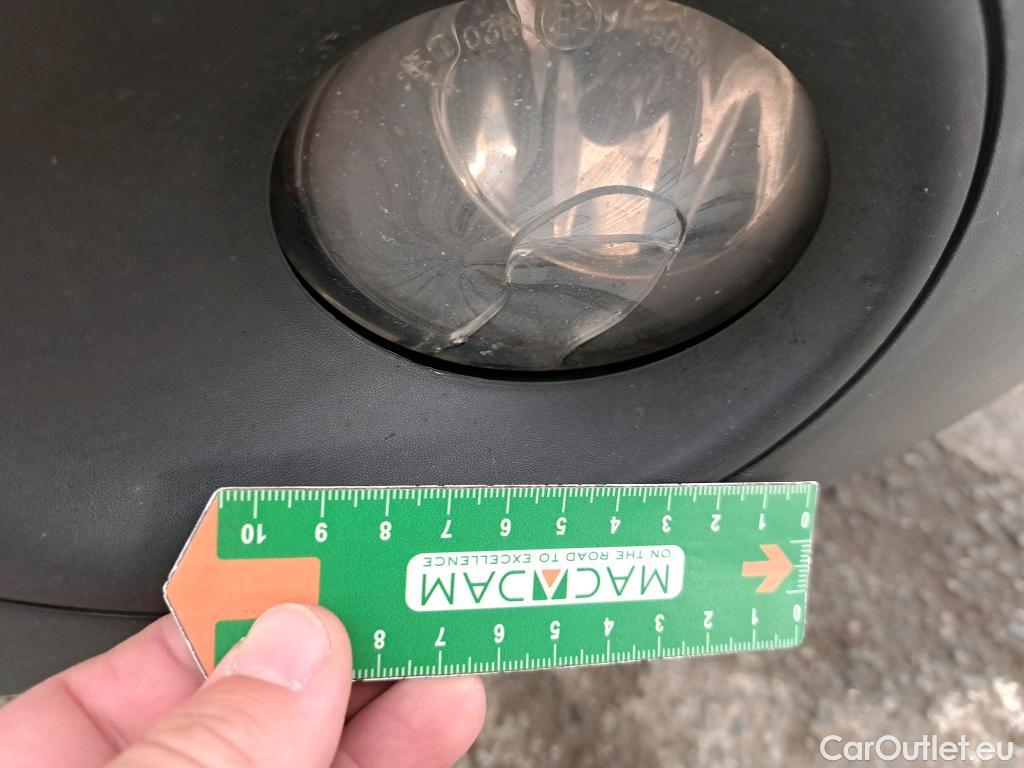 E2
10 9 8 7 6 5 4 3 2 1 0
ON THE ROAD TO EXCELLENCE
MACADAM
8 7 6 5 4 3 2 1 0
CarOutlet.eu